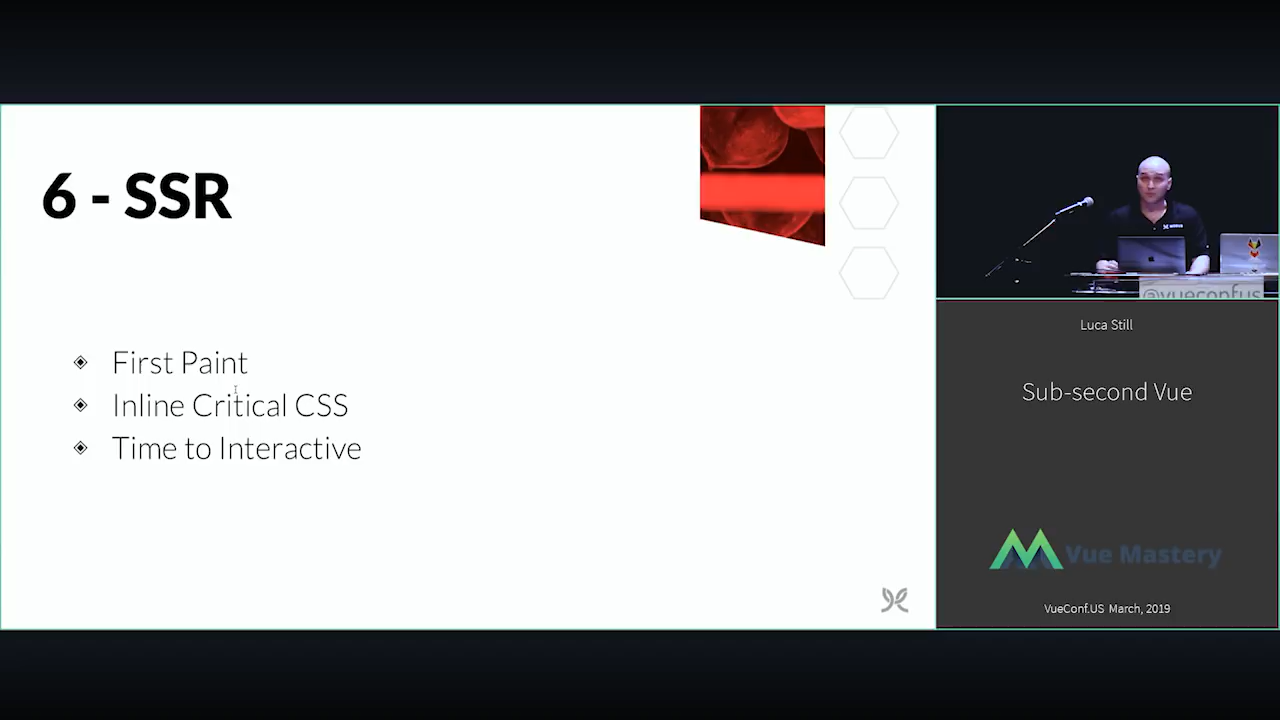 6 - SSR
First Paint
Inline Critical CSS
Time to Interactive
@vueconfus
Luca Still
Sub-second Vue
Vue Mastery
VueConf.US March, 2019